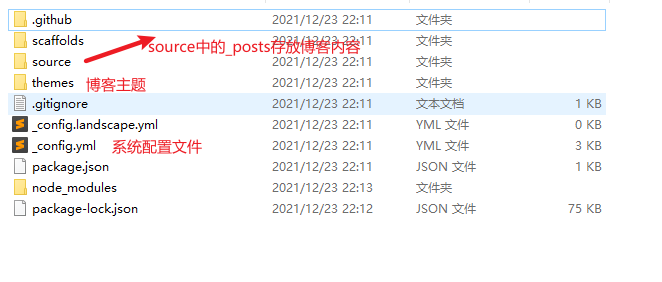 .github 2021/12/23 22:11 文件夹
scaffolds 2021/12/23 22:11 文件夹
source中的_posts存放博客内容
source 2021/12/23 22:11 文件夹
themes 博客主题 2021/12/23 22:11 文件夹
.gitignore 2021/12/23 22:11 文本文档 1 KB
_config.landscape.yml 2021/12/23 22:11 YML 文件 0 KB
_config.yml 系统配置文件 2021/12/23 22:11 YML 文件 3 KB
package.json 2021/12/23 22:11 JSON 文件 1 KB
node_modules 2021/12/23 22:13 文件夹
package-lock.json 2021/12/23 22:12 JSON 文件 75 KB